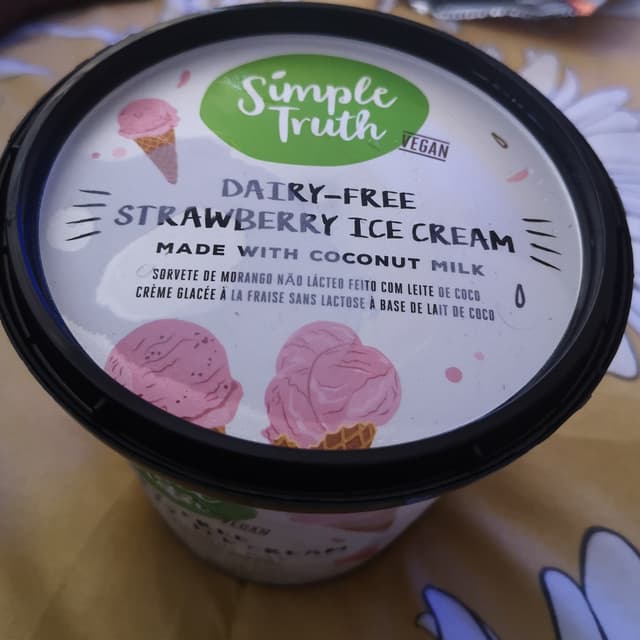 Simple
Truth
VEGAN
DAIRY-FREE
STRAWBERRY ICE CREAM
MADE WITH COCONUT MILK
SORVETE DE MORANGO NÃO LÁCTEO FEITO COM LEITE DE COCO
CRÈME GLACÉE À LA FRAISE SANS LACTOSE À BASE DE LAIT DE COCO
VEGAN